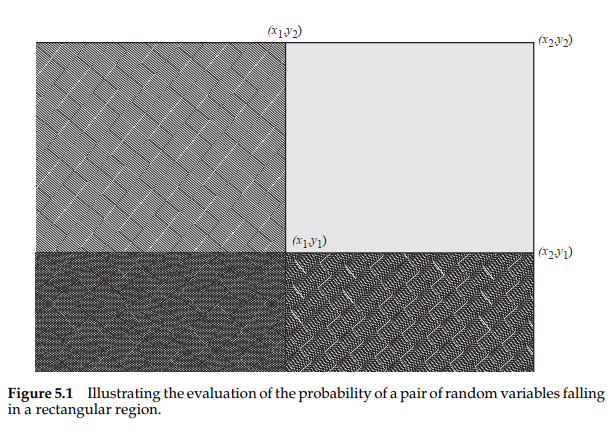 (x1,y2)
(x2,y2)
(x1,y1)
(x2,y1)
Figure 5.1 Illustrating the evaluation of the probability of a pair of random variables falling
in a rectangular region.